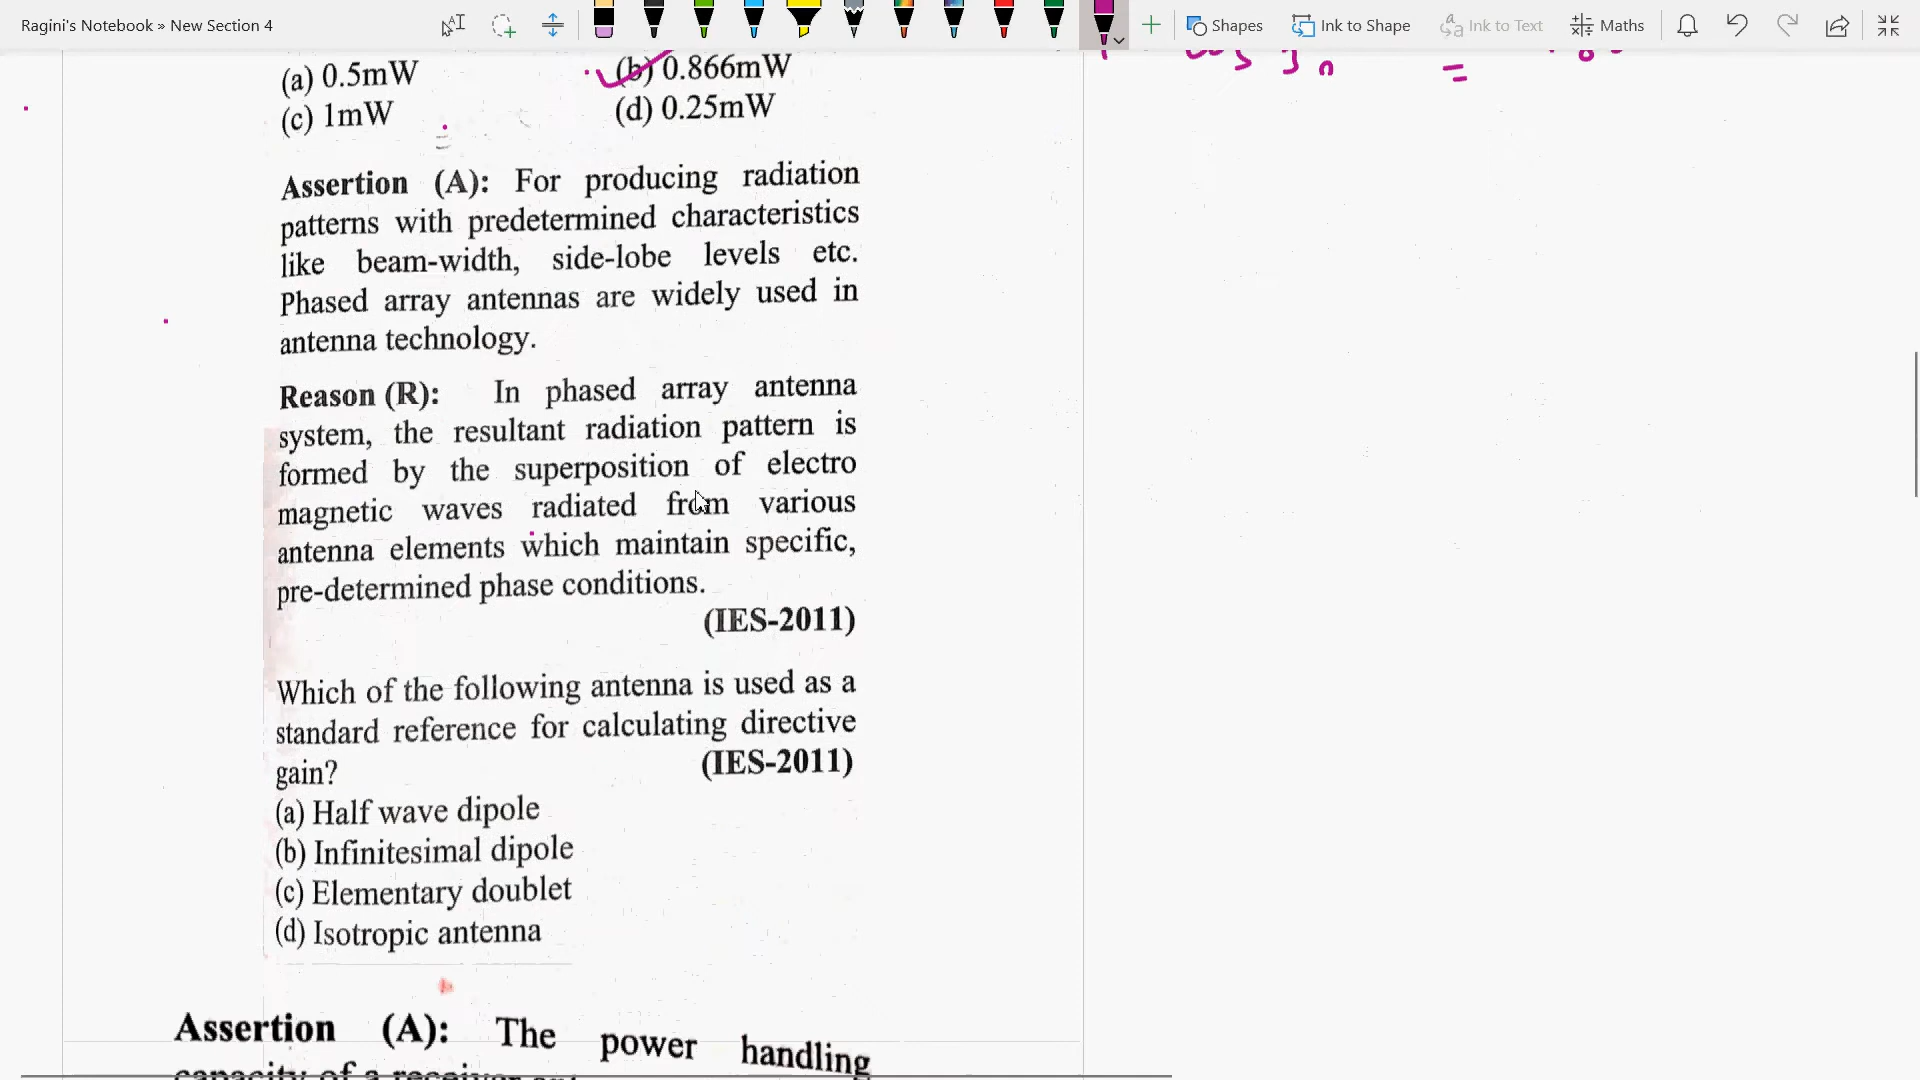 Ragini's Notebook » New Section 4
Shapes
Ink to Shape
Ink to Text
Maths
(a) 0.5mW (b) 0.866mW
(c) 1mW (d) 0.25mW
Assertion (A): For producing radiation
patterns with predetermined characteristics
like beam-width, side-lobe levels etc.
Phased array antennas are widely used in
antenna technology.
Reason (R): In phased array antenna
system, the resultant radiation pattern is
formed by the superposition of electro
magnetic waves radiated from various
antenna elements which maintain specific,
pre-determined phase conditions.
(IES-2011)
Which of the following antenna is used as a
standard reference for calculating directive
gain? (IES-2011)
(a) Half wave dipole
(b) Infinitesimal dipole
(c) Elementary doublet
(d) Isotropic antenna
Assertion (A): The power handling
capacity of a receiver